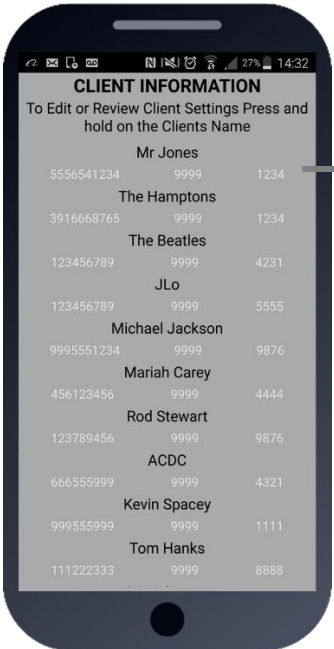 27% 14:32
CLIENT INFORMATION
To Edit or Review Client Settings Press and
hold on the Clients Name
Mr Jones
5556541234 9999 1234
The Hamptons
3916668765 9999 1234
The Beatles
123456789 9999 4231
JLo
123456789 9999 5555
Michael Jackson
9995551234 9999 9876
Mariah Carey
456123456 9999 4444
Rod Stewart
123789456 9999 9876
ACDC
666555999 9999 4321
Kevin Spacey
999555999 9999 1111
Tom Hanks
111222333 9999 8888